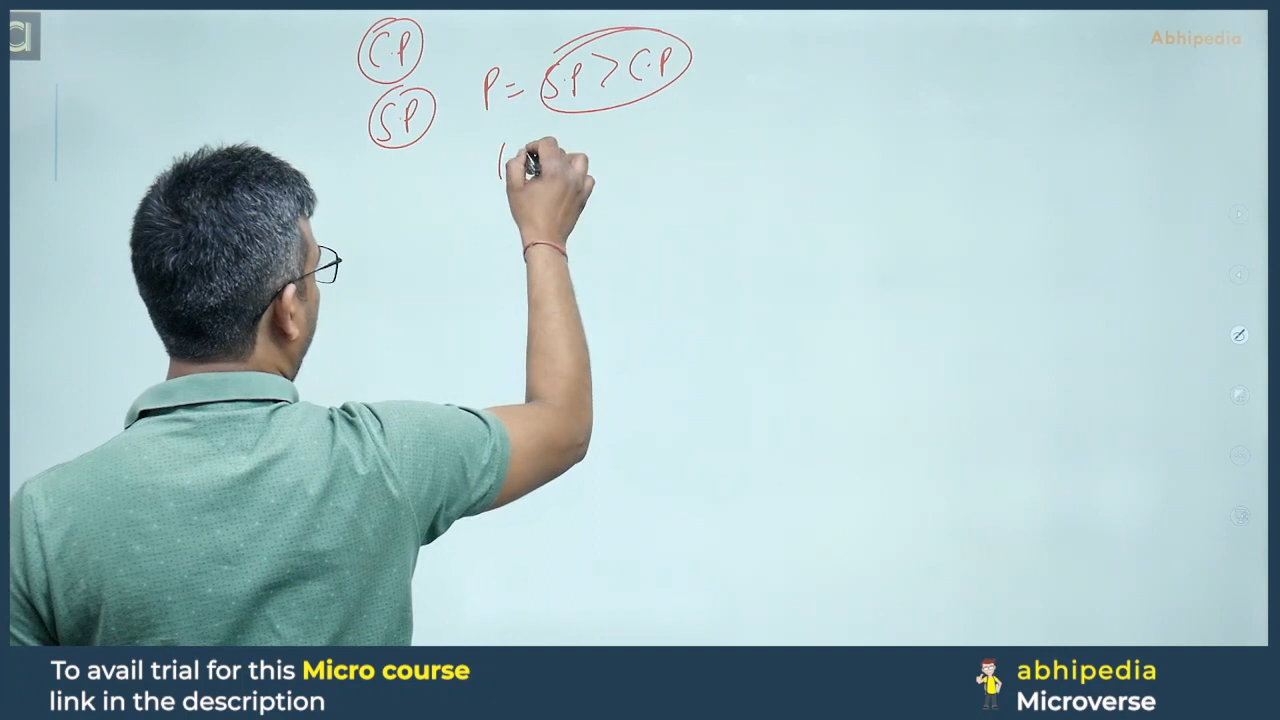 Abhipedia
C.P
S.P
P = S.P > C.P
To avail trial for this Micro course
link in the description
abhipedia
Microverse